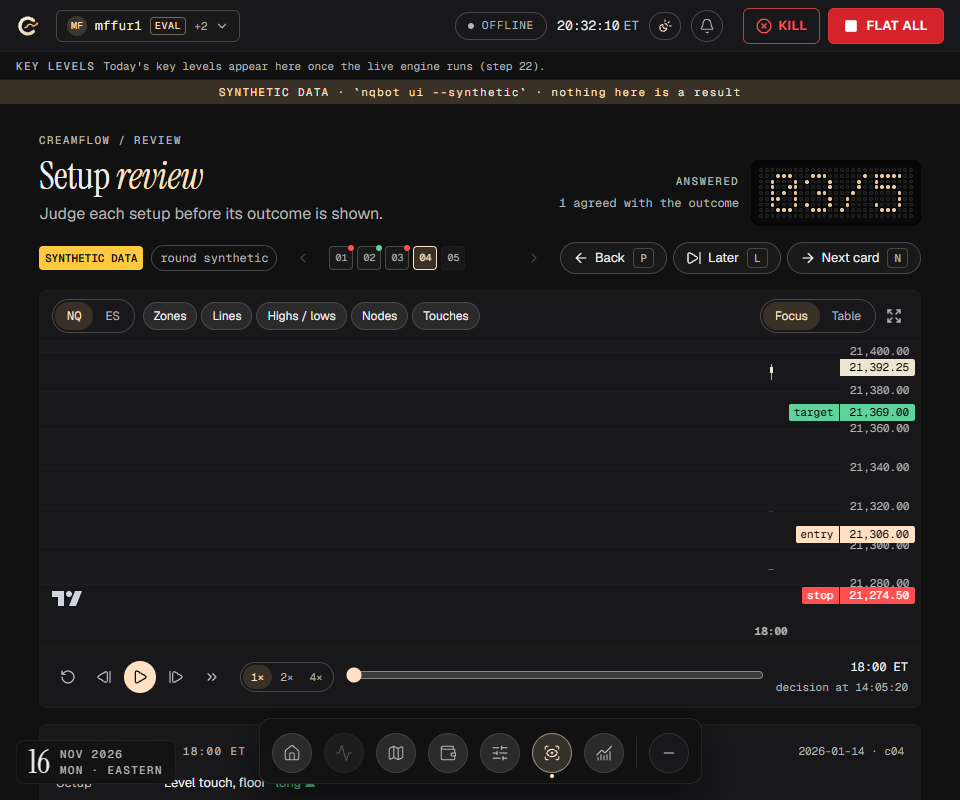 MF mffur1 EVAL +2
OFFLINE
20:32:10 ET
KILL
FLAT ALL
KEY LEVELS Today's key levels appear here once the live engine runs (step 22).
SYNTHETIC DATA · `nqbot ui --synthetic` · nothing here is a result
CREAMFLOW / REVIEW
Setup review
Judge each setup before its outcome is shown.
ANSWERED
1 agreed with the outcome
03/5
SYNTHETIC DATA
round synthetic
01 02 03 04 05
Back P
Later L
Next card N
NQ ES
Zones
Lines
Highs / lows
Nodes
Touches
Focus Table
21,400.00
21,392.25
21,380.00
target 21,369.00
21,360.00
21,340.00
21,320.00
entry 21,306.00
21,300.00
21,280.00
stop 21,274.50
18:00
1× 2× 4×
18:00 ET
decision at 14:05:20
16 NOV 2026
MON · EASTERN
18:00 ET
2026-01-14 · c04
Setup
Level touch, floor long